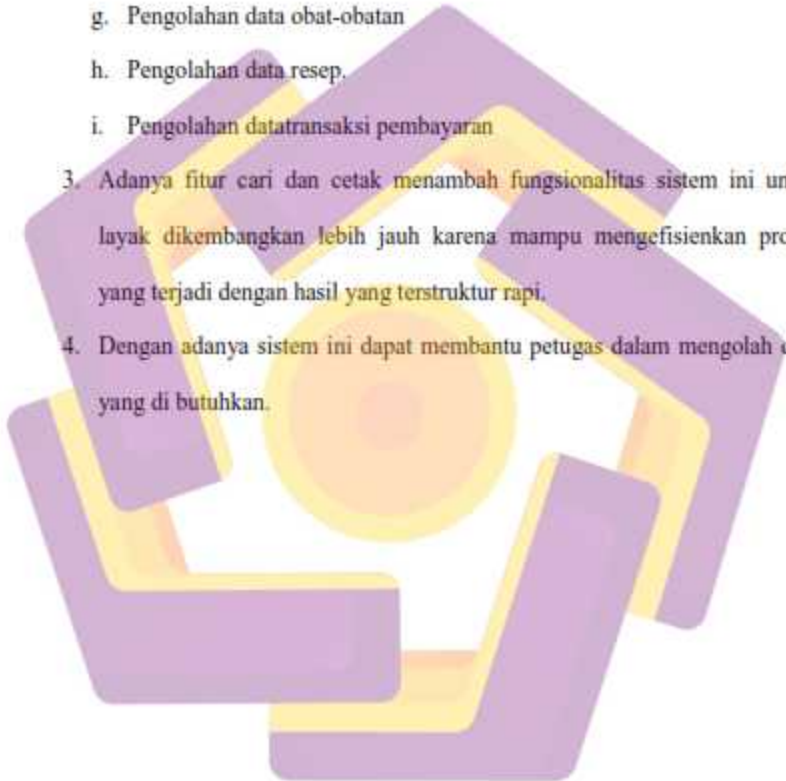 g. Pengolahan data obat-obatan
h. Pengolahan data resep.
i. Pengolahan datatransaksi pembayaran
3. Adanya fitur cari dan cetak menambah fungsionalitas sistem ini
layak dikembangkan lebih jauh karena mampu mengefisienkan
yang terjadi dengan hasil yang terstruktur rapi.
4. Dengan adanya sistem ini dapat membantu petugas dalam mengolah
yang di butuhkan.